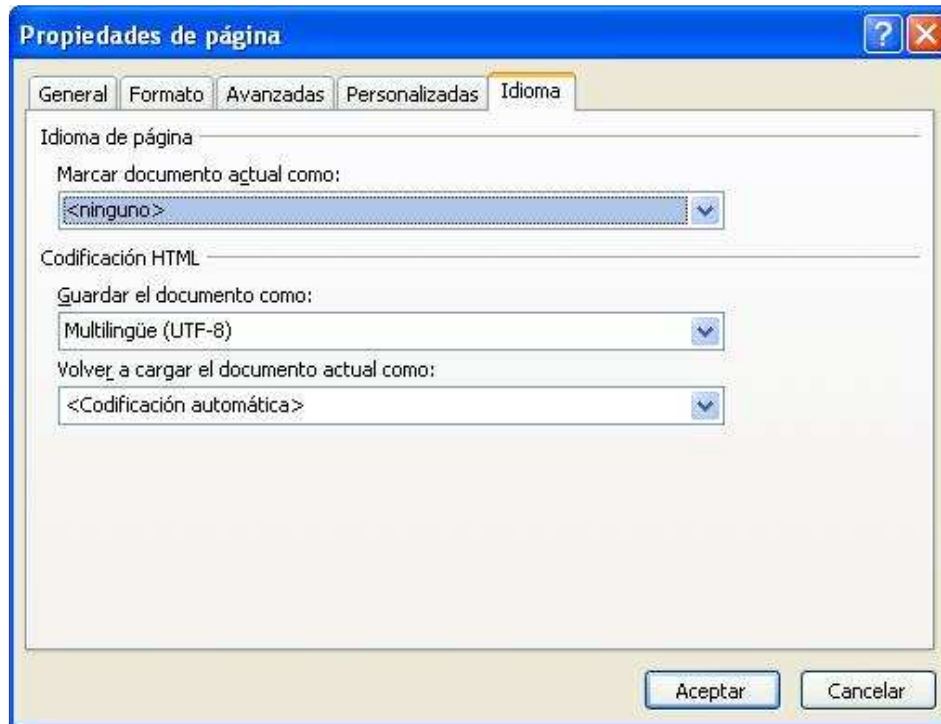 Propiedades de página
General Formato Avanzadas Personalizadas Idioma
Idioma de página
Marcar documento actual como:
<ninguno>
Codificación HTML
Guardar el documento como:
Multilingüe (UTF-8)
Volver a cargar el documento actual como:
<Codificación automática>
Aceptar Cancelar